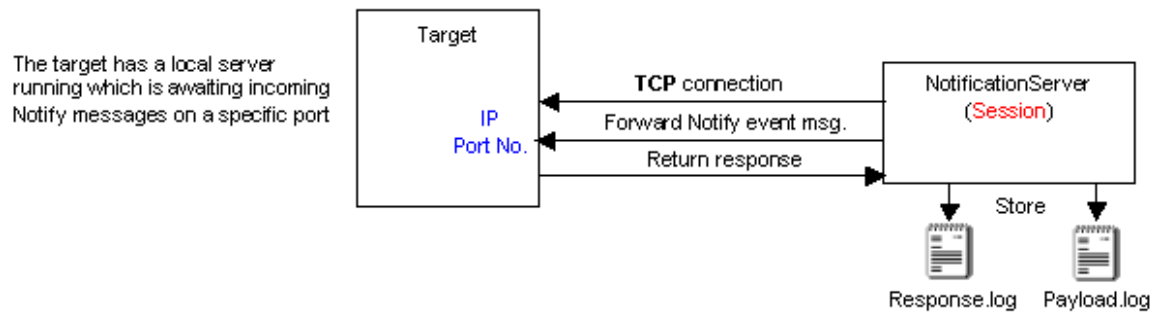 Target
The target has a local server
running which is awaiting incoming
Notify messages on a specific port
TCP connection
NotificationServer
(Session)
IP
Port No.
Forward Notify event msg.
Return response
Store
Response.log
Payload.log